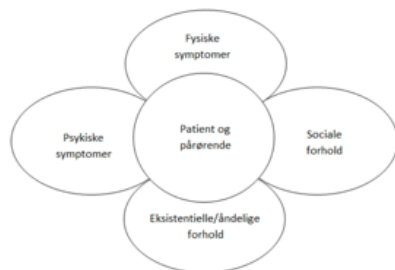 Fysiske
symptomer
Psykiske
symptomer
Patient og
pårørende
Sociale
forhold
Eksistentielle/åndelige
forhold